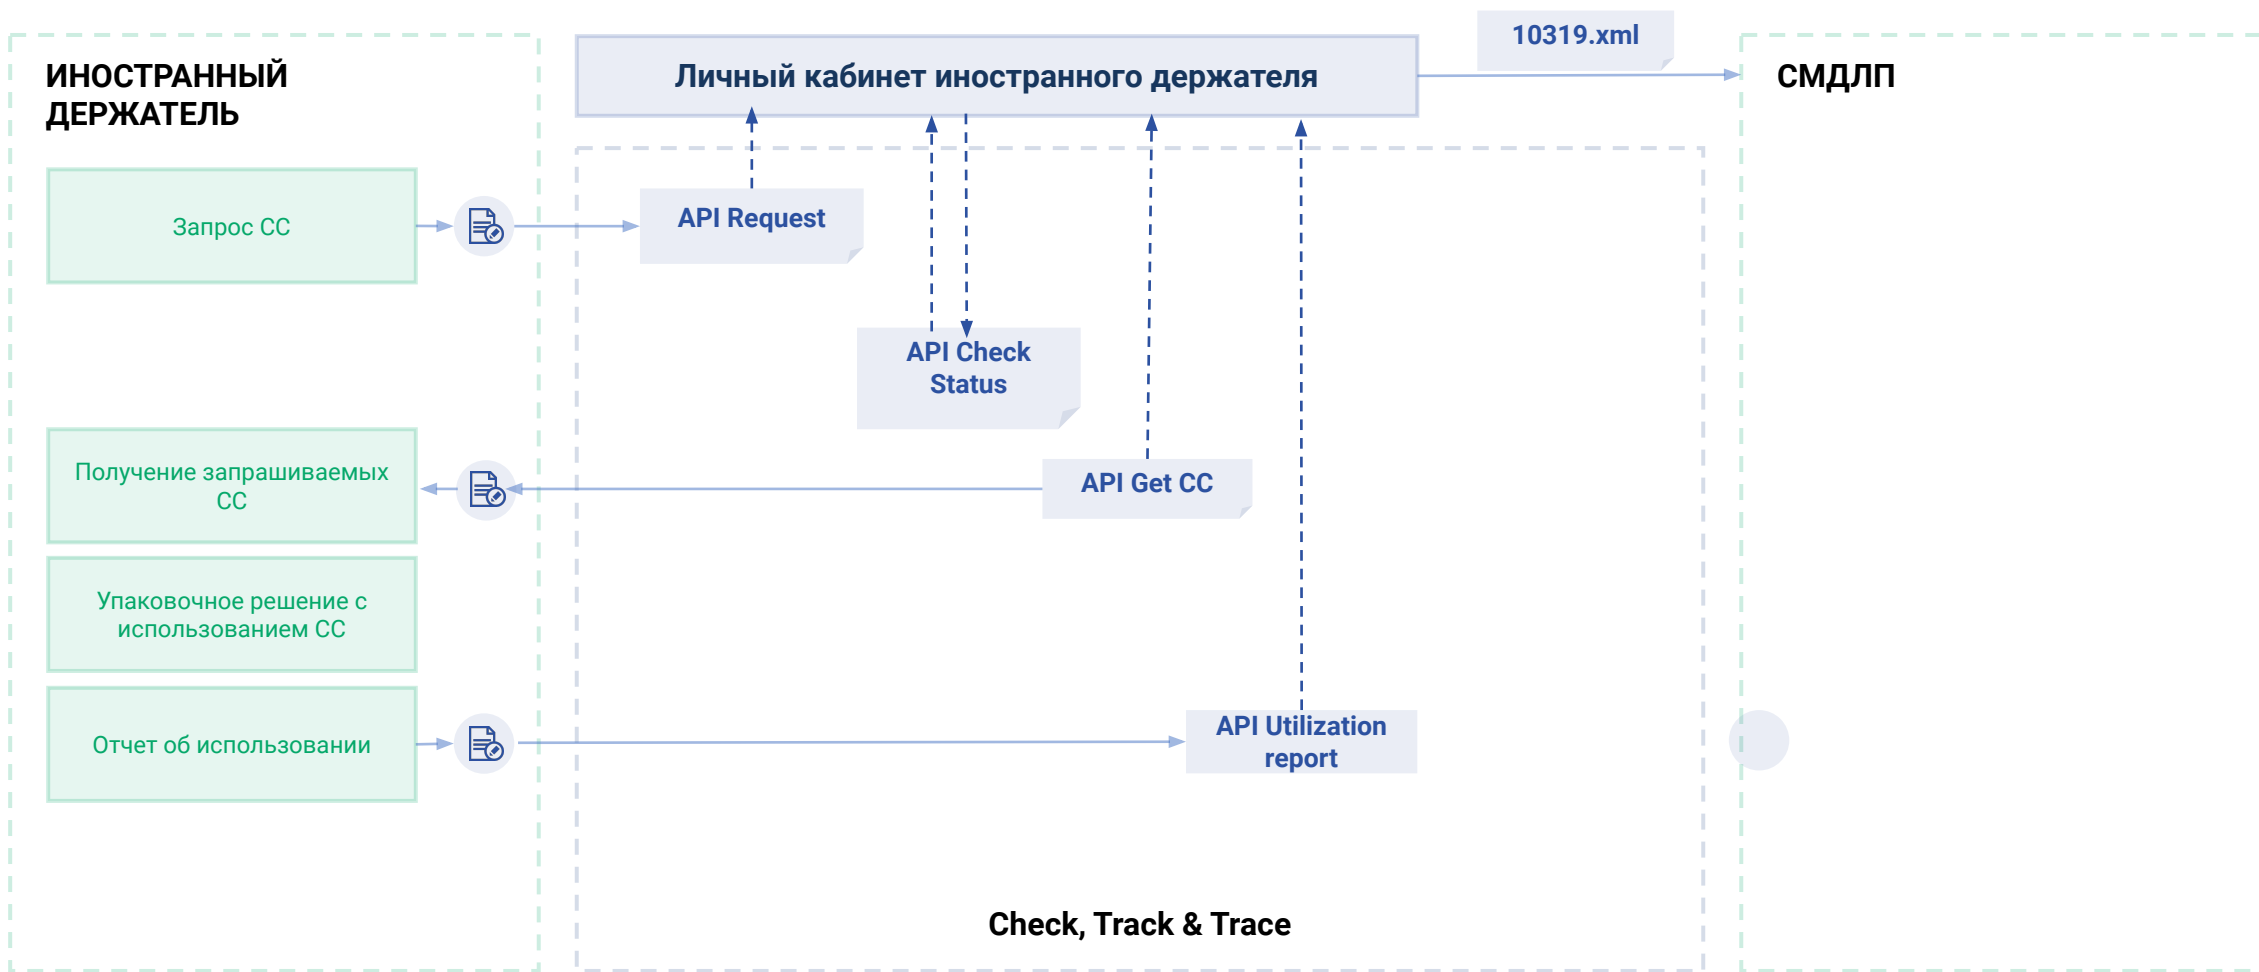 ИНОСТРАННЫЙ
ДЕРЖАТЕЛЬ
Запрос СС
Получение запрашиваемых
СС
Упаковочное решение с
использованием СС
Отчет об использовании
Личный кабинет иностранного держателя
10319.xml
СМДЛП
API Request
API Check
Status
API Get CC
API Utilization
report
Check, Track & Trace